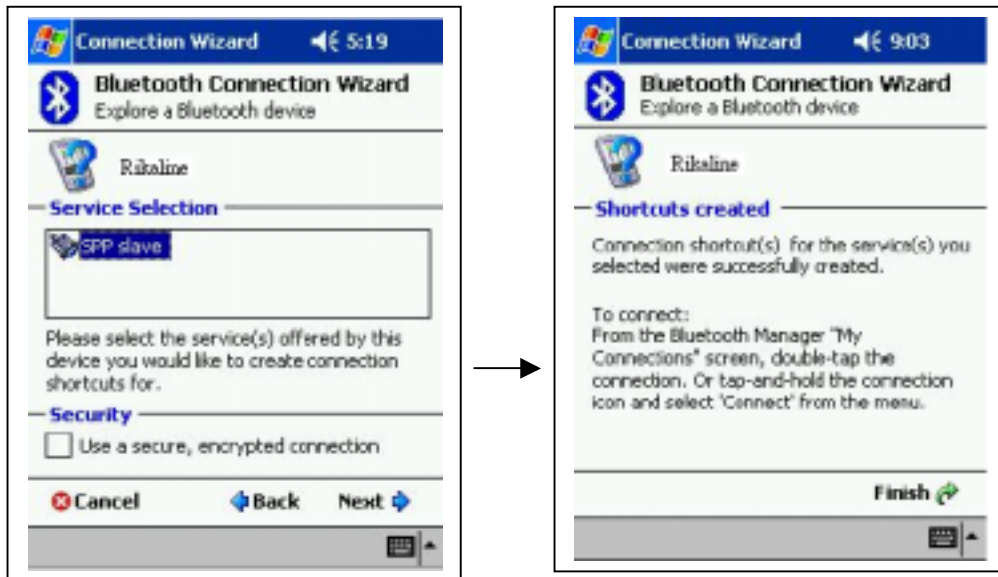 Connection Wizard 5:19
Bluetooth Connection Wizard
Explore a Bluetooth device
Rikaline
Service Selection
SPP slave
Please select the service(s) offered by this
device you would like to create connection
shortcuts for.
Security
Use a secure, encrypted connection
Cancel Back Next
Connection Wizard 9:03
Bluetooth Connection Wizard
Explore a Bluetooth device
Rikaline
Shortcuts created
Connection shortcut(s) for the service(s) you
selected were successfully created.
To connect:
From the Bluetooth Manager "My
Connections" screen, double-tap the
connection. Or tap-and-hold the connection
icon and select 'Connect' from the menu.
Finish